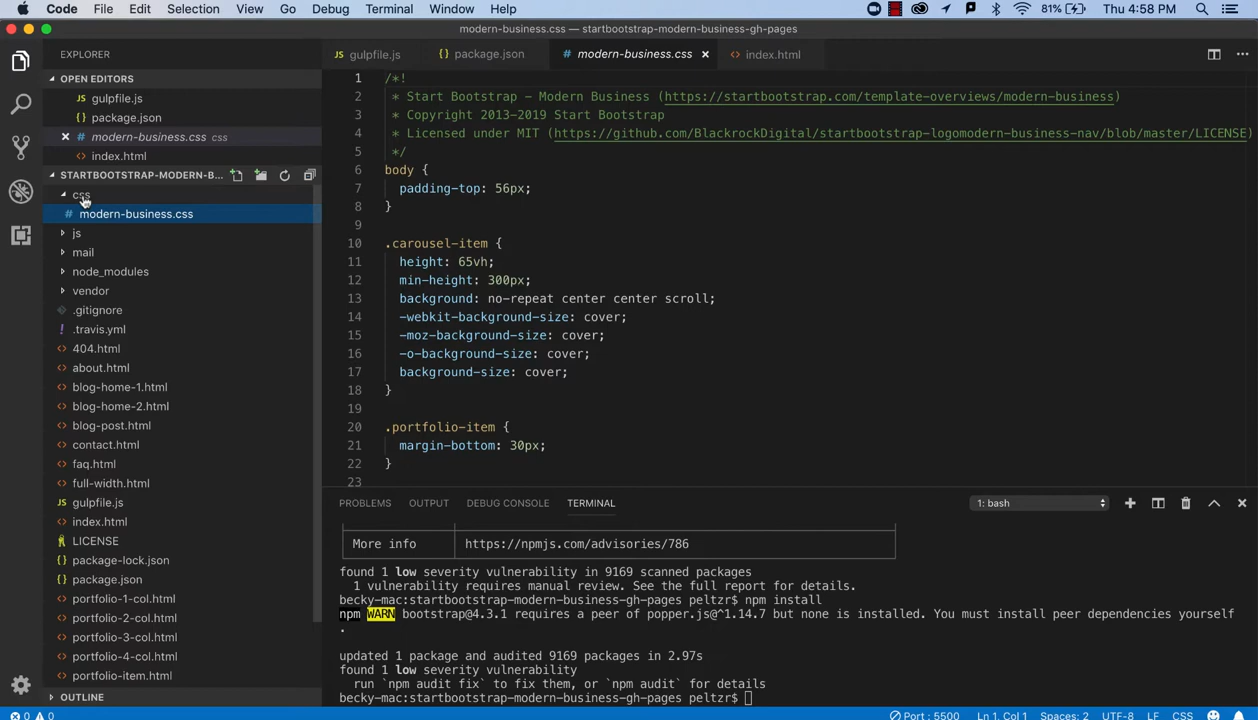 Code File Edit Selection View Go Debug Terminal Window Help 81% Thu 4:58 PM
modern-business.css — startbootstrap-modern-business-gh-pages
EXPLORER
OPEN EDITORS
gulpfile.js
package.json
modern-business.css css
index.html
STARTBOOTSTRAP-MODERN-B...
css
modern-business.css
js
mail
node_modules
vendor
.gitignore
.travis.yml
404.html
about.html
blog-home-1.html
blog-home-2.html
blog-post.html
contact.html
faq.html
full-width.html
gulpfile.js
index.html
LICENSE
package-lock.json
package.json
portfolio-1-col.html
portfolio-2-col.html
portfolio-3-col.html
portfolio-4-col.html
portfolio-item.html
OUTLINE
gulpfile.js package.json modern-business.css index.html
1 /*!
2 * Start Bootstrap - Modern Business (https://startbootstrap.com/template-overviews/modern-business)
3 * Copyright 2013-2019 Start Bootstrap
4 * Licensed under MIT (https://github.com/BlackrockDigital/startbootstrap-logomodern-business-nav/blob/master/LICENSE)
5 */
6 body {
7 padding-top: 56px;
8 }
9
10 .carousel-item {
11 height: 65vh;
12 min-height: 300px;
13 background: no-repeat center center scroll;
14 -webkit-background-size: cover;
15 -moz-background-size: cover;
16 -o-background-size: cover;
17 background-size: cover;
18 }
19
20 .portfolio-item {
21 margin-bottom: 30px;
22 }
23
PROBLEMS OUTPUT DEBUG CONSOLE TERMINAL 1: bash
More info https://npmjs.com/advisories/786
found 1 low severity vulnerability in 9169 scanned packages
1 vulnerability requires manual review. See the full report for details.
becky-mac:startbootstrap-modern-business-gh-pages peltzr$ npm install
npm WARN bootstrap@4.3.1 requires a peer of popper.js@^1.14.7 but none is installed. You must install peer dependencies yourself
.
updated 1 package and audited 9169 packages in 2.97s
found 1 low severity vulnerability
run `npm audit fix` to fix them, or `npm audit` for details
becky-mac:startbootstrap-modern-business-gh-pages peltzr$
0 0 Port : 5500 Ln 1, Col 1 Spaces: 2 UTF-8 LF CSS